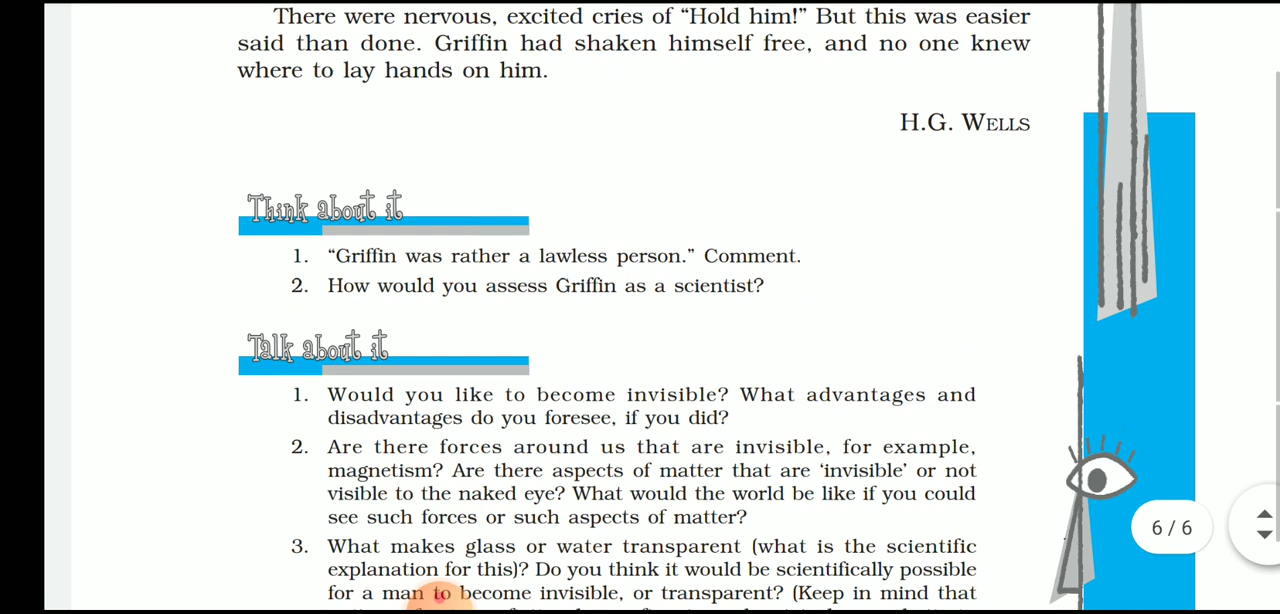 There were nervous, excited cries of “Hold him!” But this was easier
said than done. Griffin had shaken himself free, and no one knew
where to lay hands on him.
H.G. WELLS
Think about it
1. “Griffin was rather a lawless person.” Comment.
2. How would you assess Griffin as a scientist?
Talk about it
1. Would you like to become invisible? What advantages and
disadvantages do you foresee, if you did?
2. Are there forces around us that are invisible, for example,
magnetism? Are there aspects of matter that are ‘invisible’ or not
visible to the naked eye? What would the world be like if you could
see such forces or such aspects of matter?
3. What makes glass or water transparent (what is the scientific
explanation for this)? Do you think it would be scientifically possible
for a man to become invisible, or transparent? (Keep in mind that
6 / 6